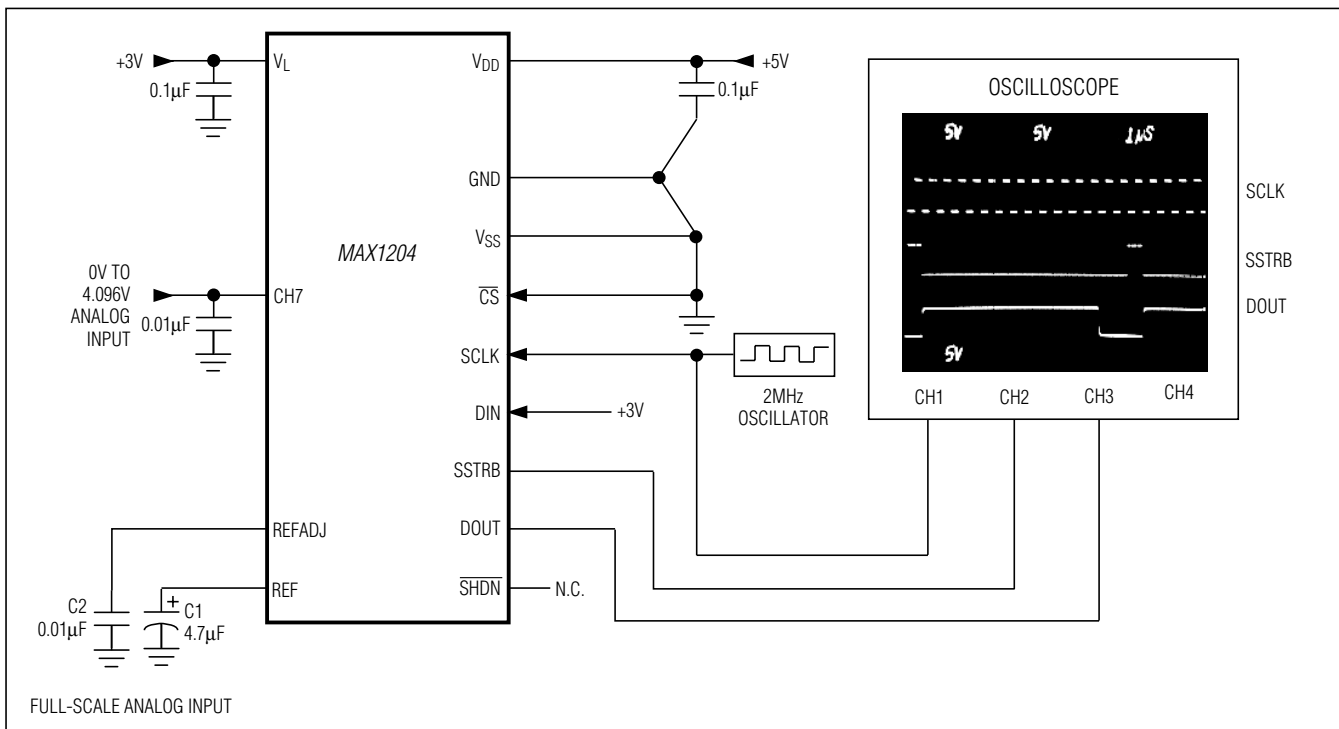 +3V
VL
0.1µF
VDD
+5V
0.1µF
GND
VSS
MAX1204
0V TO
4.096V
ANALOG
INPUT
0.01µF
CH7
CS
SCLK
2MHz
OSCILLATOR
DIN
+3V
SSTRB
REFADJ
DOUT
REF
SHDN
N.C.
C2
0.01µF
+
C1
4.7µF
FULL-SCALE ANALOG INPUT
OSCILLOSCOPE
5V 5V 1µS
SCLK
SSTRB
DOUT
5V
CH1 CH2 CH3 CH4